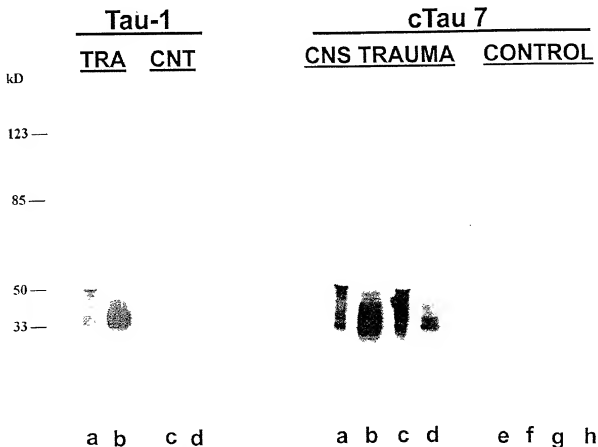 Tau-1 cTau 7
TRA CNT CNS TRAUMA CONTROL
kD
123
85
50
33
a b c d a b c d e f g h